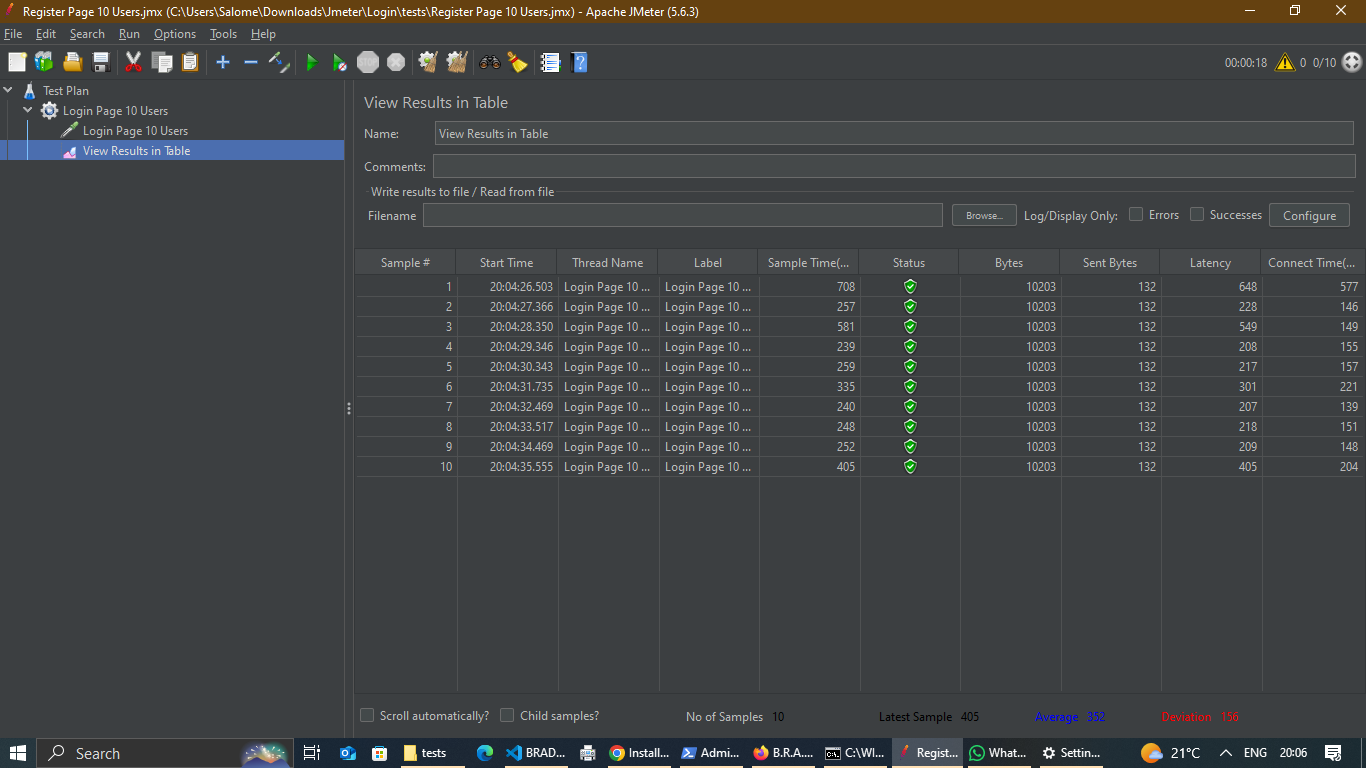 Register Page 10 Users.jmx (C:\Users\Salome\Downloads\Jmeter\Login\tests\Register Page 10 Users.jmx) - Apache JMeter (5.6.3)
File Edit Search Run Options Tools Help
STOP 00:00:18 0 0/10
Test Plan
Login Page 10 Users
Login Page 10 Users
View Results in Table
View Results in Table
Name: View Results in Table
Comments:
Write results to file / Read from file
Filename Browse... Log/Display Only: Errors Successes Configure
Sample # Start Time Thread Name Label Sample Time(... Status Bytes Sent Bytes Latency Connect Time(...
1 20:04:26.503 Login Page 10 ... Login Page 10 ... 708 10203 132 648 577
2 20:04:27.366 Login Page 10 ... Login Page 10 ... 257 10203 132 228 146
3 20:04:28.350 Login Page 10 ... Login Page 10 ... 581 10203 132 549 149
4 20:04:29.346 Login Page 10 ... Login Page 10 ... 239 10203 132 208 155
5 20:04:30.343 Login Page 10 ... Login Page 10 ... 259 10203 132 217 157
6 20:04:31.735 Login Page 10 ... Login Page 10 ... 335 10203 132 301 221
7 20:04:32.469 Login Page 10 ... Login Page 10 ... 240 10203 132 207 139
8 20:04:33.517 Login Page 10 ... Login Page 10 ... 248 10203 132 218 151
9 20:04:34.469 Login Page 10 ... Login Page 10 ... 252 10203 132 209 148
10 20:04:35.555 Login Page 10 ... Login Page 10 ... 405 10203 132 405 204
Scroll automatically? Child samples? No of Samples 10 Latest Sample 405 Average 352 Deviation 156
Search tests BRAD... Install... Admi... B.R.A.... C:\WI... Regist... What... Settin... 21°C ENG 20:06